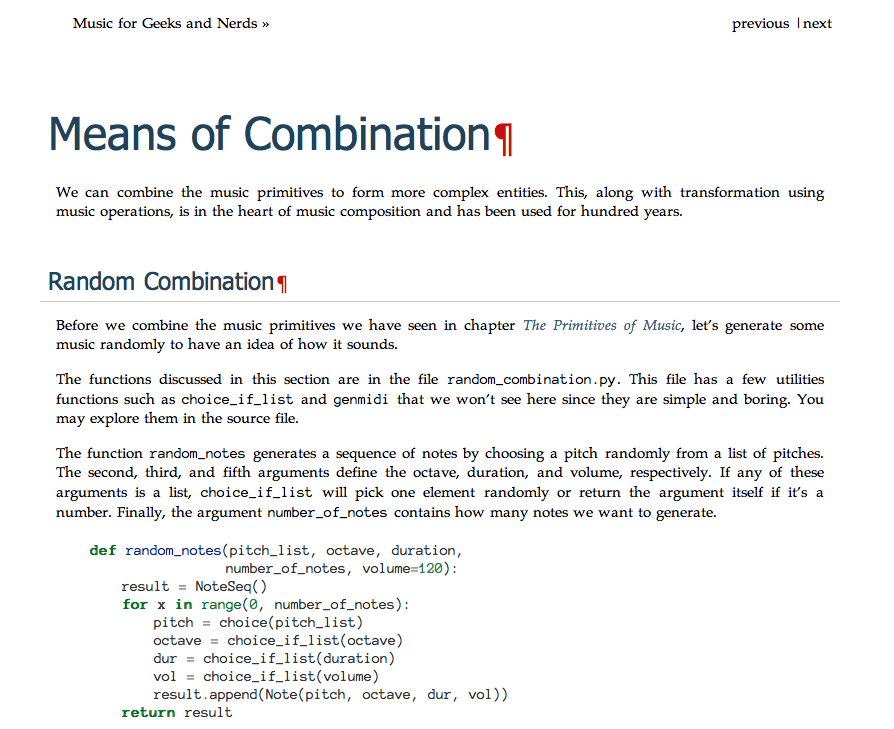 Music for Geeks and Nerds »
previous | next
Means of Combination¶
We can combine the music primitives to form more complex entities. This, along with transformation using
music operations, is in the heart of music composition and has been used for hundred years.
Random Combination¶
Before we combine the music primitives we have seen in chapter The Primitives of Music, let's generate some
music randomly to have an idea of how it sounds.
The functions discussed in this section are in the file random_combination.py. This file has a few utilities
functions such as choice_if_list and genmidi that we won't see here since they are simple and boring. You
may explore them in the source file.
The function random_notes generates a sequence of notes by choosing a pitch randomly from a list of pitches.
The second, third, and fifth arguments define the octave, duration, and volume, respectively. If any of these
arguments is a list, choice_if_list will pick one element randomly or return the argument itself if it's a
number. Finally, the argument number_of_notes contains how many notes we want to generate.
def random_notes(pitch_list, octave, duration,
                 number_of_notes, volume=120):
    result = NoteSeq()
    for x in range(0, number_of_notes):
        pitch = choice(pitch_list)
        octave = choice_if_list(octave)
        dur = choice_if_list(duration)
        vol = choice_if_list(volume)
        result.append(Note(pitch, octave, dur, vol))
    return result